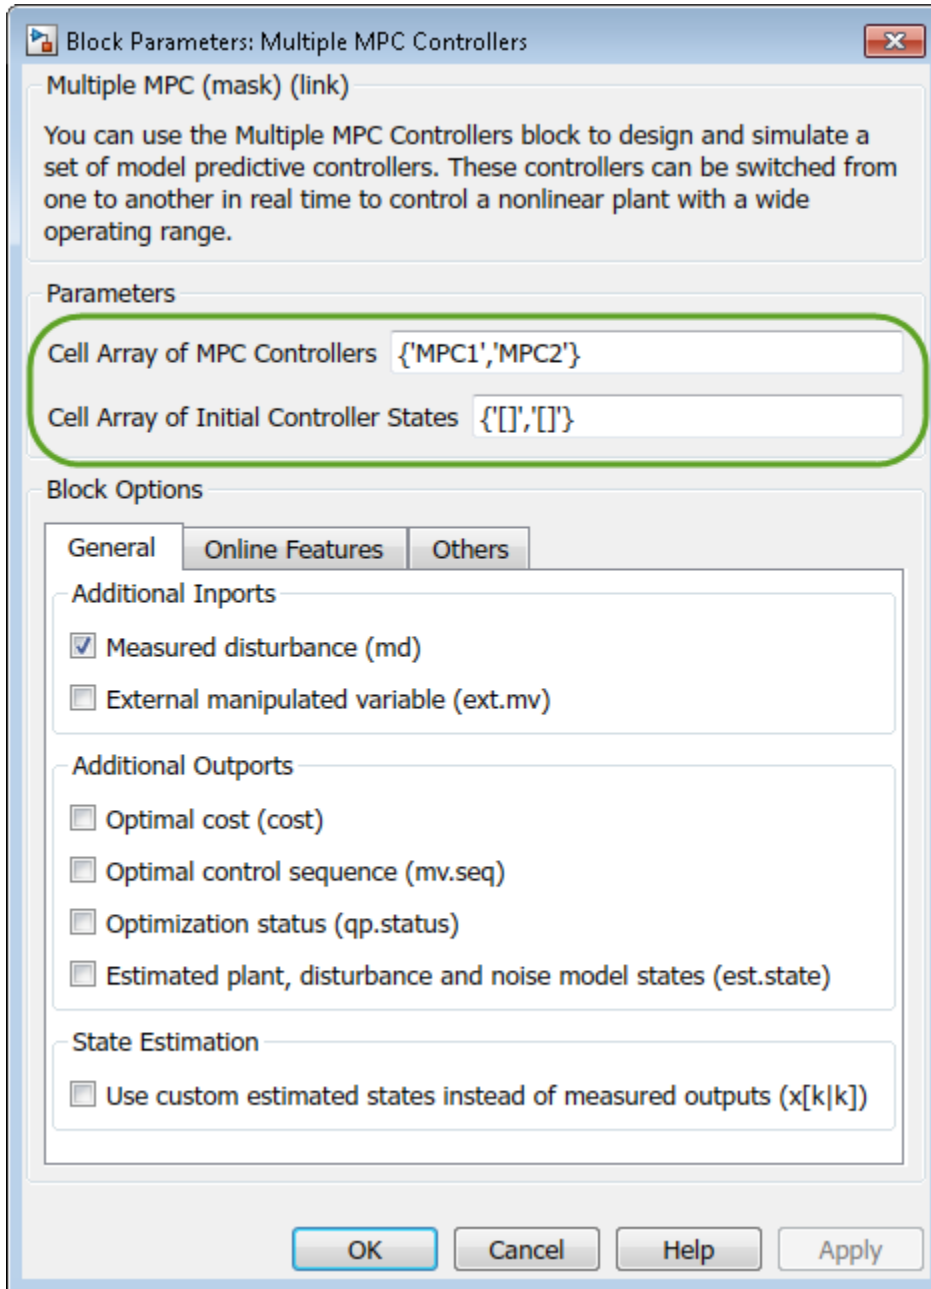 Block Parameters: Multiple MPC Controllers
Multiple MPC (mask) (link)
You can use the Multiple MPC Controllers block to design and simulate a
set of model predictive controllers. These controllers can be switched from
one to another in real time to control a nonlinear plant with a wide
operating range.
Parameters
Cell Array of MPC Controllers {'MPC1','MPC2'}
Cell Array of Initial Controller States {'[]','[]'}
Block Options
General Online Features Others
Additional Inports
Measured disturbance (md)
External manipulated variable (ext.mv)
Additional Outports
Optimal cost (cost)
Optimal control sequence (mv.seq)
Optimization status (qp.status)
Estimated plant, disturbance and noise model states (est.state)
State Estimation
Use custom estimated states instead of measured outputs (x[k|k])
OK Cancel Help Apply